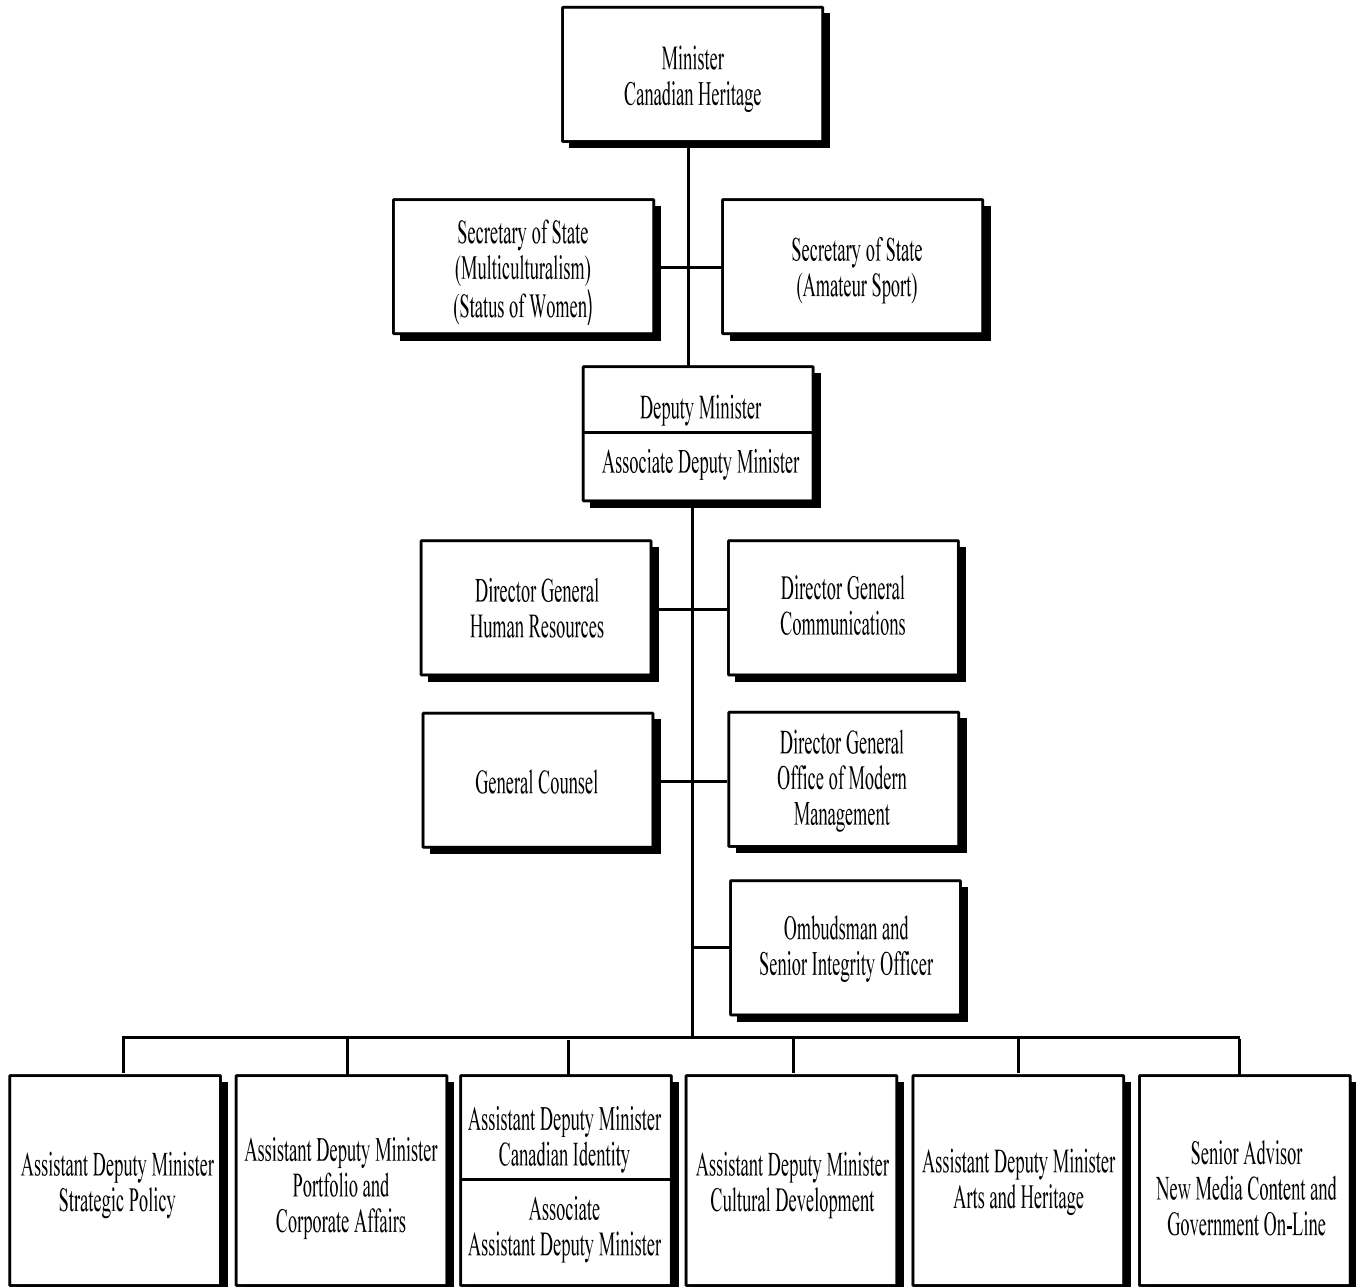 Minister
Canadian Heritage
Secretary of State
(Multiculturalism)
(Status of Women)
Secretary of State
(Amateur Sport)
Deputy Minister
Associate Deputy Minister
Director General
Human Resources
Director General
Communications
General Counsel
Director General
Office of Modern
Management
Ombudsman and
Senior Integrity Officer
Assistant Deputy Minister
Strategic Policy
Assistant Deputy Minister
Portfolio and
Corporate Affairs
Assistant Deputy Minister
Canadian Identity
Associate
Assistant Deputy Minister
Assistant Deputy Minister
Cultural Development
Assistant Deputy Minister
Arts and Heritage
Senior Advisor
New Media Content and
Government On-Line